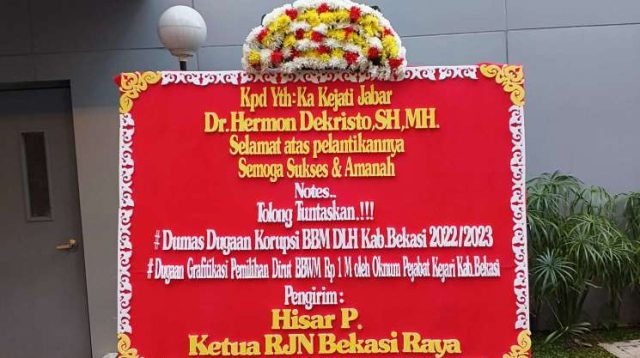 Kpd Yth:Ka Kejati Jabar
Dr.Hermon Dekristo,SH,MH.
Selamat atas pelantikannya
Semoga Sukses & Amanah
Notes..
Tolong Tuntaskan.!!!
# Dumas Dugaan Korupsi BBM DLH Kab.Bekasi 2022/2023
# Dugaan Grafitikasi Pemilihan Dirut BBWM Rp 1 M oleh Oknum Pejabat Kejari Kab.Bekasi
Pengirim :
Hisar P.
Ketua RJN Bekasi Raya